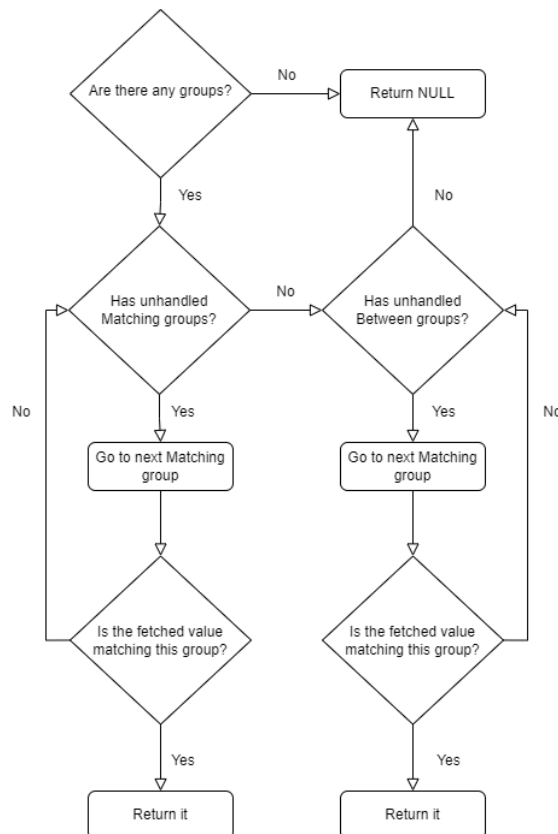 Are there any groups?
No
Return NULL
Yes
No
Has unhandled
Matching groups?
No
Has unhandled
Between groups?
No
Yes
Yes
No
Go to next Matching
group
Go to next Matching
group
Is the fetched value
matching this group?
Is the fetched value
matching this group?
Yes
Yes
Return it
Return it